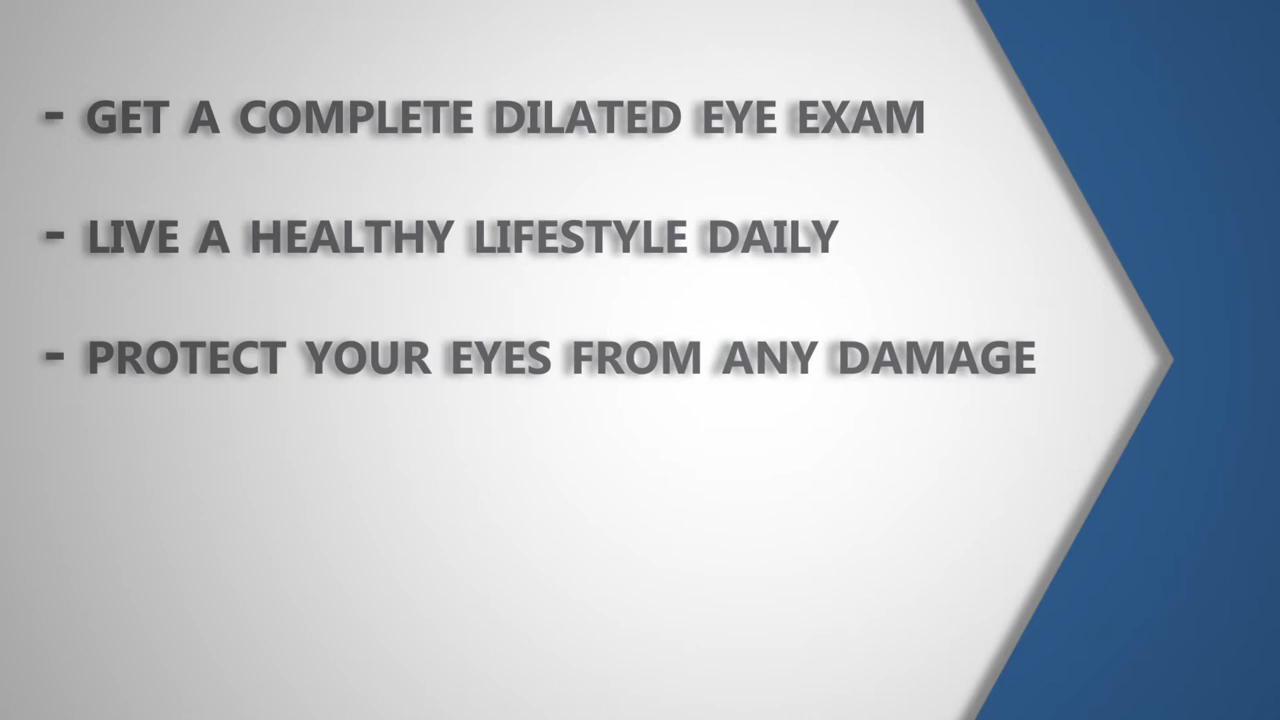 - GET A COMPLETE DILATED EYE EXAM
- LIVE A HEALTHY LIFESTYLE DAILY
- PROTECT YOUR EYES FROM ANY DAMAGE